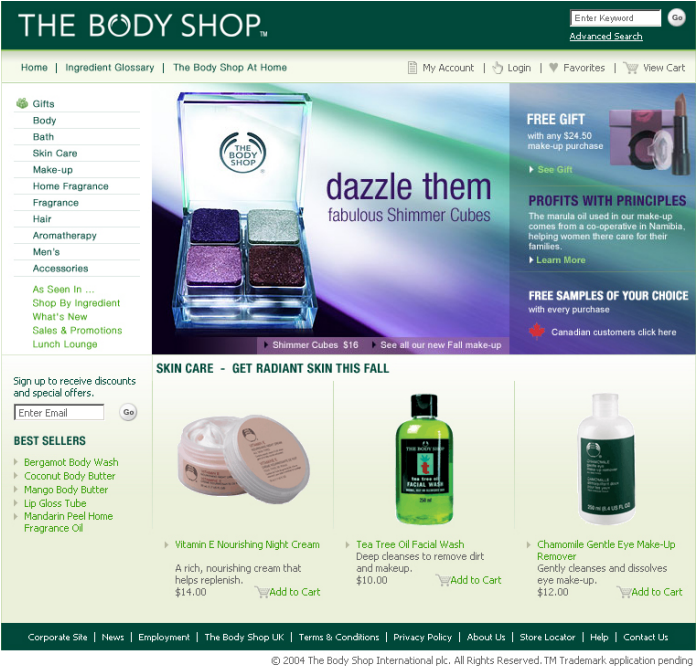 THE BODY SHOP™
Enter Keyword
Go
Advanced Search
Home | Ingredient Glossary | The Body Shop At Home
My Account | Login | Favorites | View Cart
Gifts
Body
Bath
Skin Care
Make-up
Home Fragrance
Fragrance
Hair
Aromatherapy
Men's
Accessories
As Seen In ...
Shop By Ingredient
What's New
Sales & Promotions
Lunch Lounge
THE
BODY
SHOP
dazzle them
fabulous Shimmer Cubes
Shimmer Cubes $16
See all our new Fall make-up
FREE GIFT
with any $24.50
make-up purchase
See Gift
PROFITS WITH PRINCIPLES
The marula oil used in our make-up
comes from a co-operative in Namibia,
helping women there care for their
families.
Learn More
FREE SAMPLES OF YOUR CHOICE
with every purchase
Canadian customers click here
Sign up to receive discounts
and special offers.
Enter Email
Go
BEST SELLERS
Bergamot Body Wash
Coconut Body Butter
Mango Body Butter
Lip Gloss Tube
Mandarin Peel Home
Fragrance Oil
SKIN CARE - GET RADIANT SKIN THIS FALL
Vitamin E Nourishing Night Cream
A rich, nourishing cream that
helps replenish.
$14.00
Add to Cart
THE BODY SHOP
tea tree oil
FACIAL WASH
Tea Tree Oil Facial Wash
Deep cleanses to remove dirt
and makeup.
$10.00
Add to Cart
Chamomile Gentle Eye Make-Up
Remover
Gently cleanses and dissolves
eye make-up.
$12.00
Add to Cart
Corporate Site | News | Employment | The Body Shop UK | Terms & Conditions | Privacy Policy | About Us | Store Locator | Help | Contact Us
© 2004 The Body Shop International plc. All Rights Reserved. TM Trademark application pending